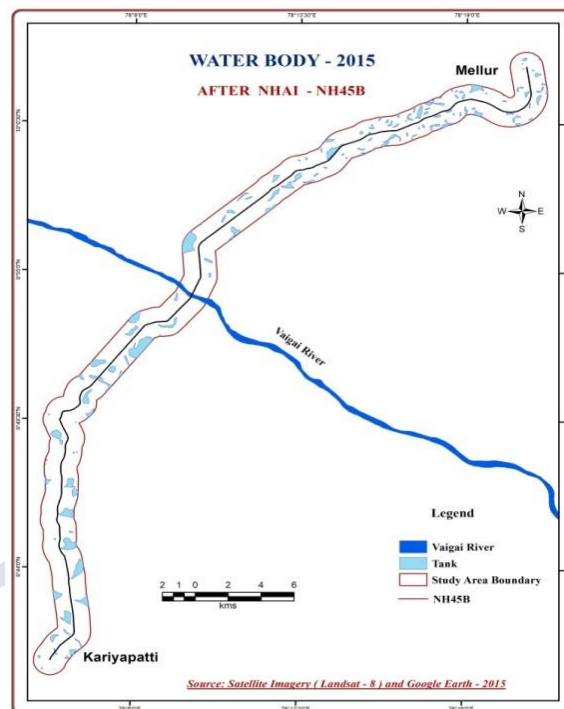 WATER BODY - 2015
AFTER NHAI - NH45B
Mellur
N
W E
S
Vaigai River
Legend
Vaigai River
Tank
Study Area Boundary
NH45B
2 1 0 2 4 6
kms
Kariyapatti
Source: Satellite Imagery ( Landsat - 8 ) and Google Earth - 2015